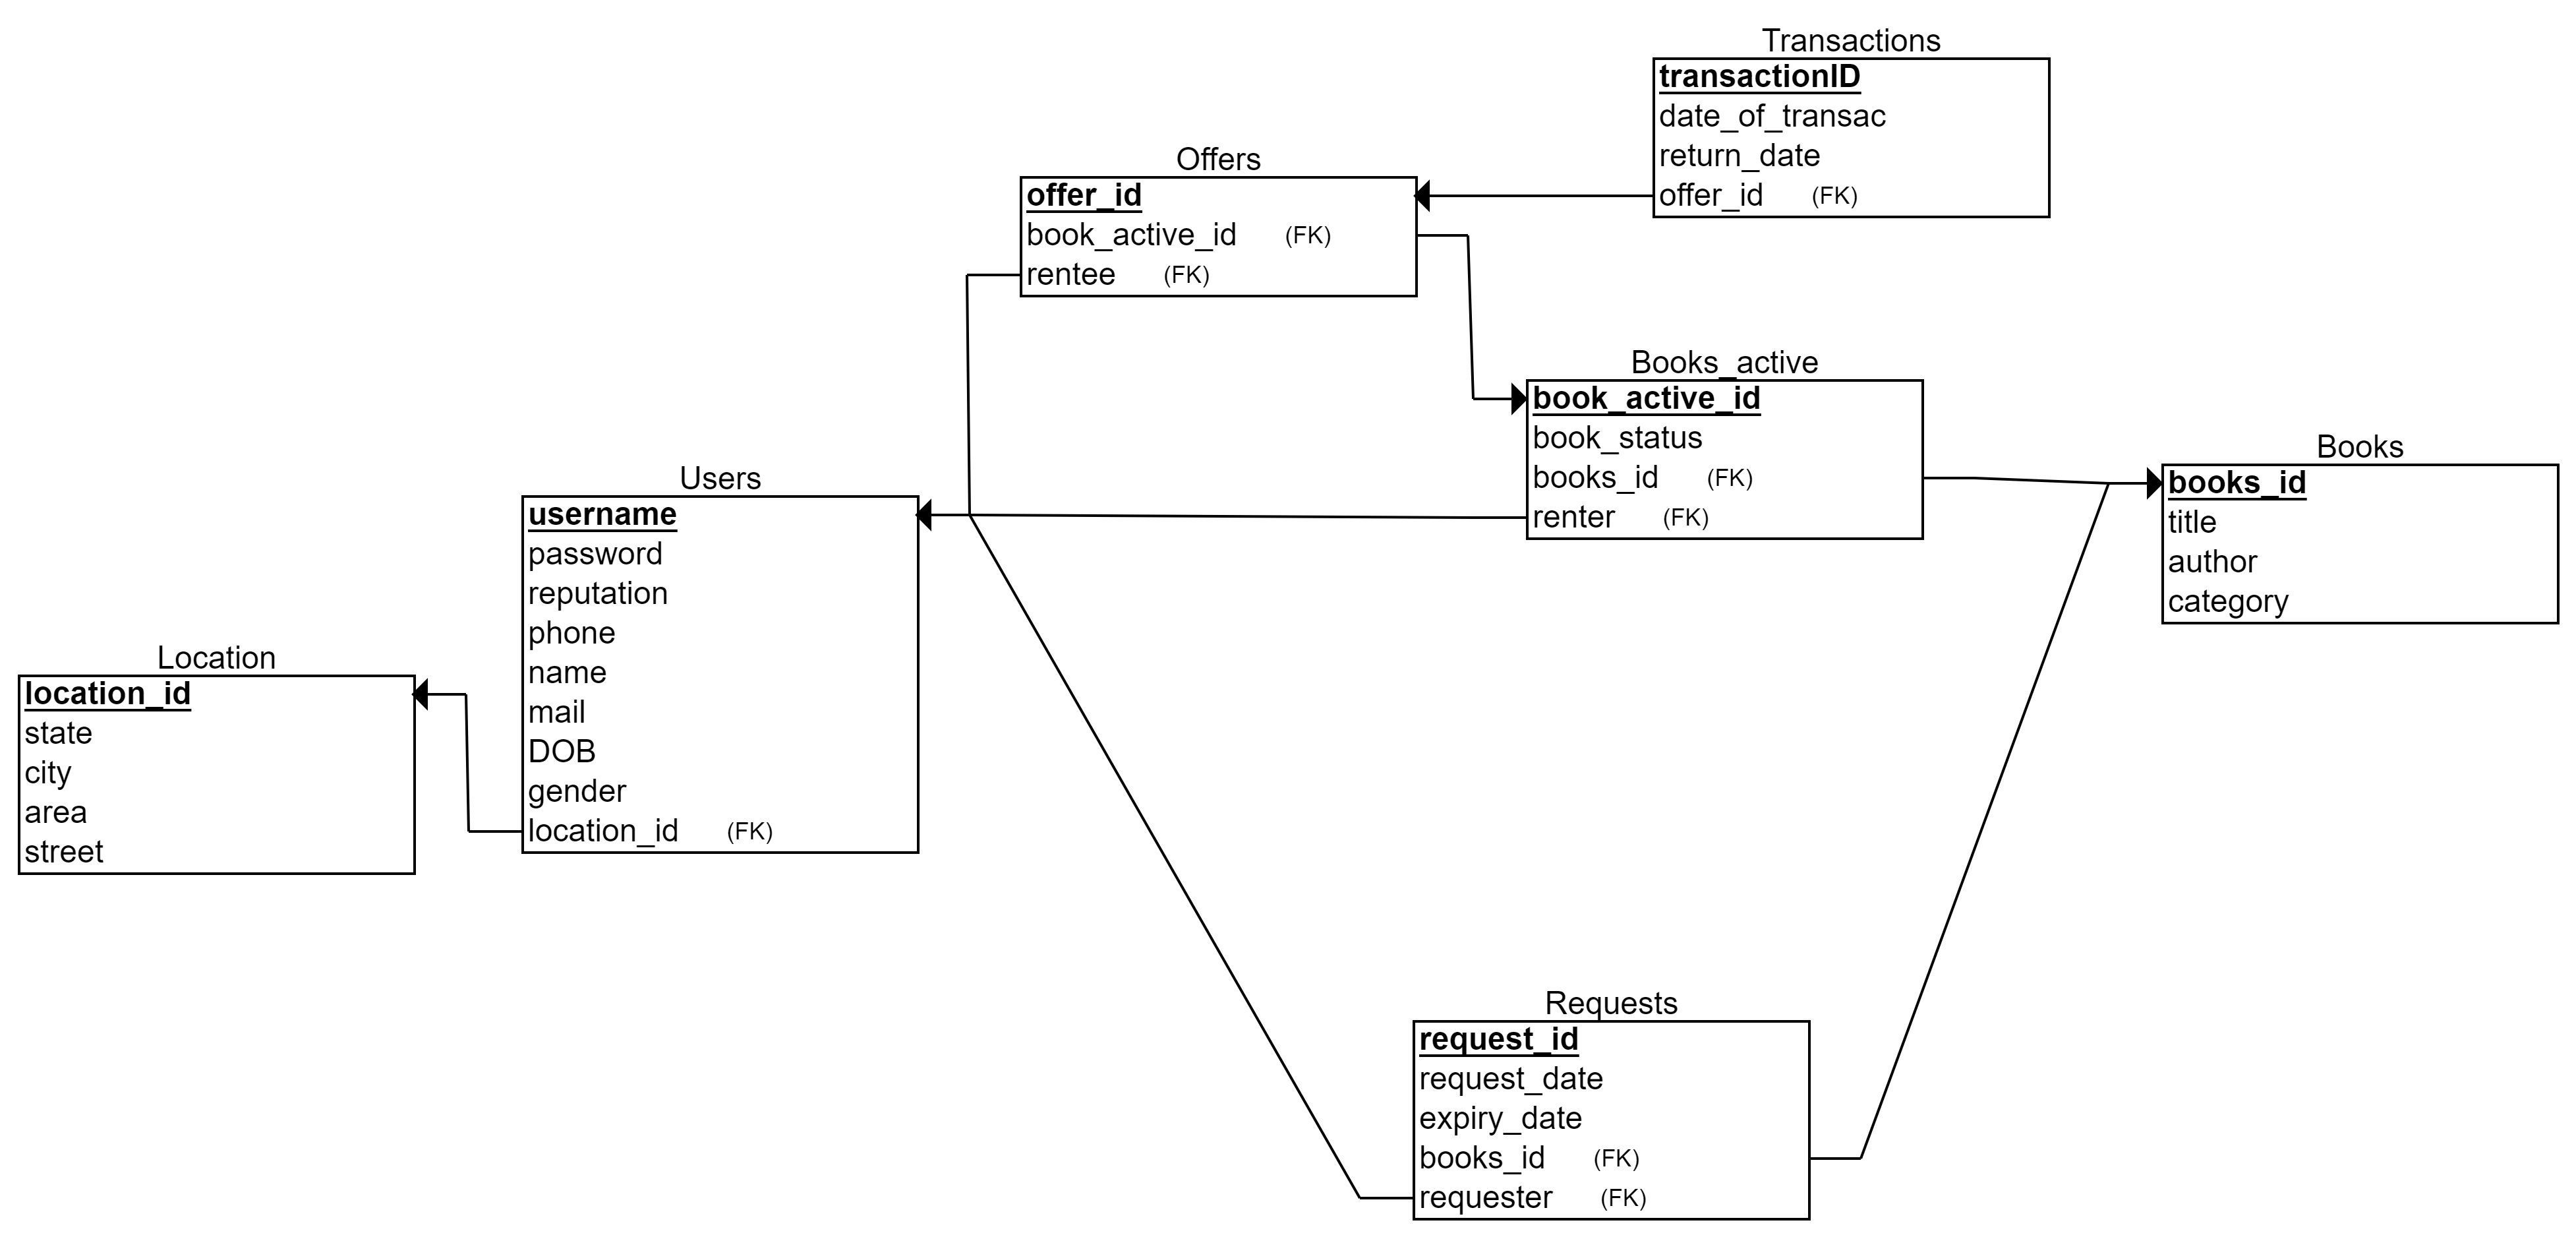 Transactions
transactionID
date_of_transac
return_date
offer_id (FK)
Offers
offer_id
book_active_id (FK)
rentee (FK)
Books_active
book_active_id
book_status
books_id (FK)
renter (FK)
Books
books_id
title
author
category
Users
username
password
reputation
phone
name
mail
DOB
gender
location_id (FK)
Location
location_id
state
city
area
street
Requests
request_id
request_date
expiry_date
books_id (FK)
requester (FK)